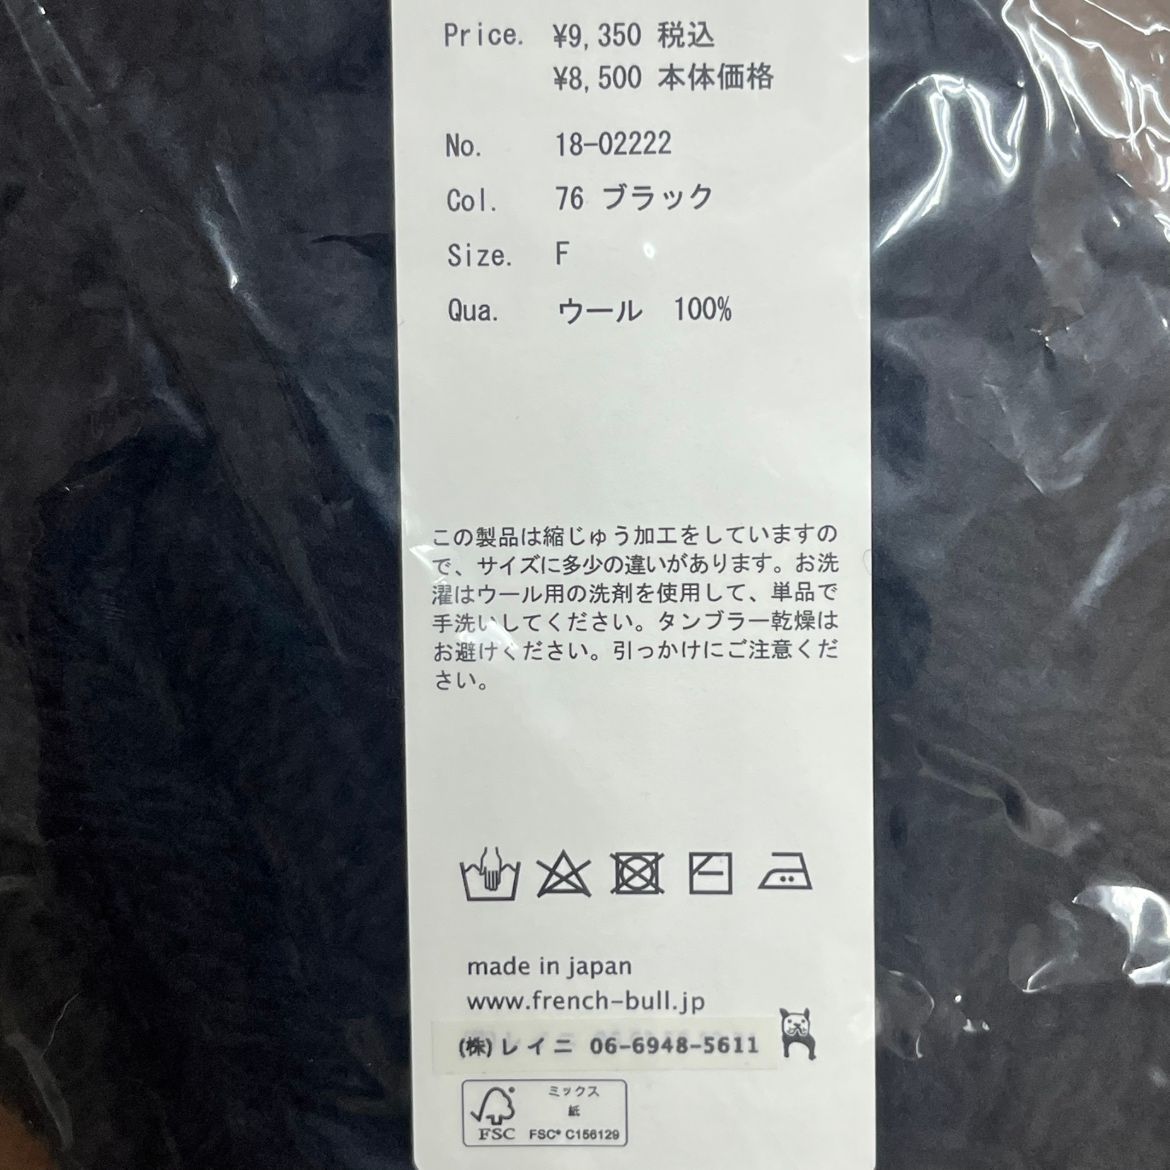 Price. ¥9,350 税込
¥8,500 本体価格
No. 18-02222
Col. 76 ブラック
Size. F
Qua. ウール 100%
この製品は縮じゅう加工をしていますの
で、サイズに多少の違いがあります。お洗
濯はウール用の洗剤を使用して、単品で
手洗いしてください。タンブラー乾燥は
お避けください。引っかけにご注意くだ
さい。
made in japan
www.french-bull.jp
(株)レイニ 06-6948-5611
ミックス
紙
FSC FSC® C156129